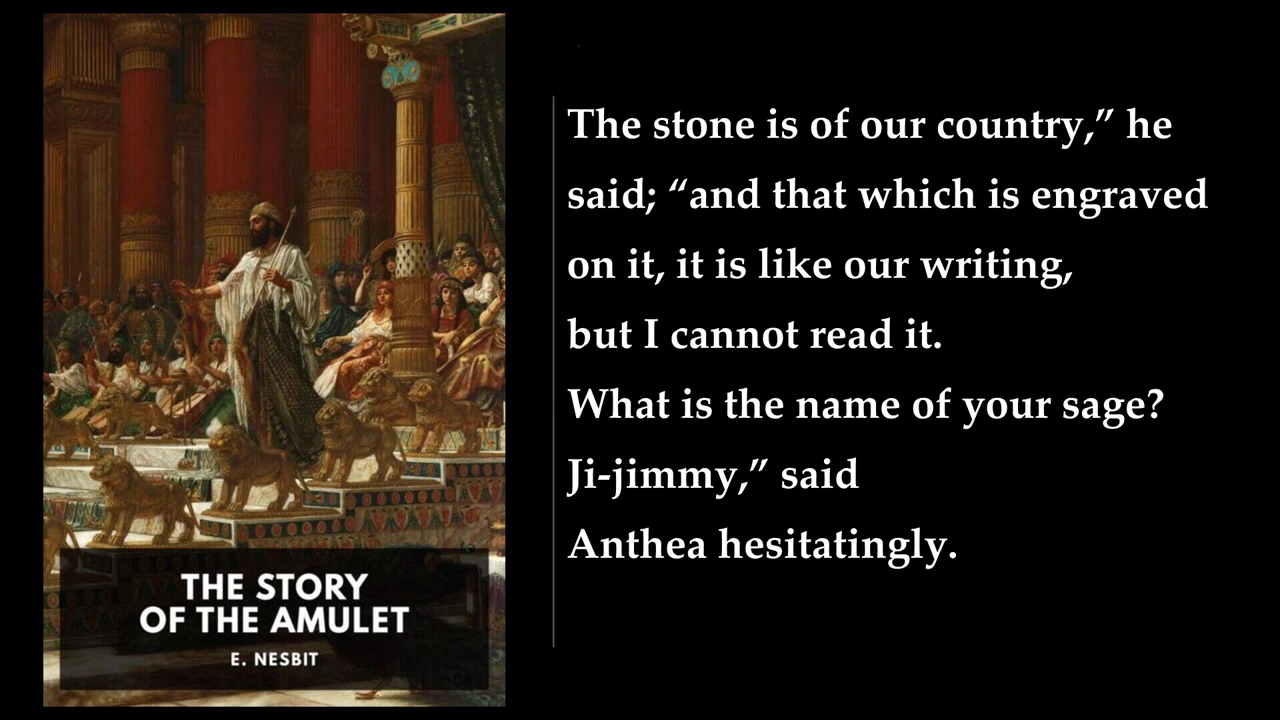 THE STORY
OF THE AMULET
E. NESBIT
The stone is of our country,” he
said; “and that which is engraved
on it, it is like our writing,
but I cannot read it.
What is the name of your sage?
Ji-jimmy,” said
Anthea hesitatingly.